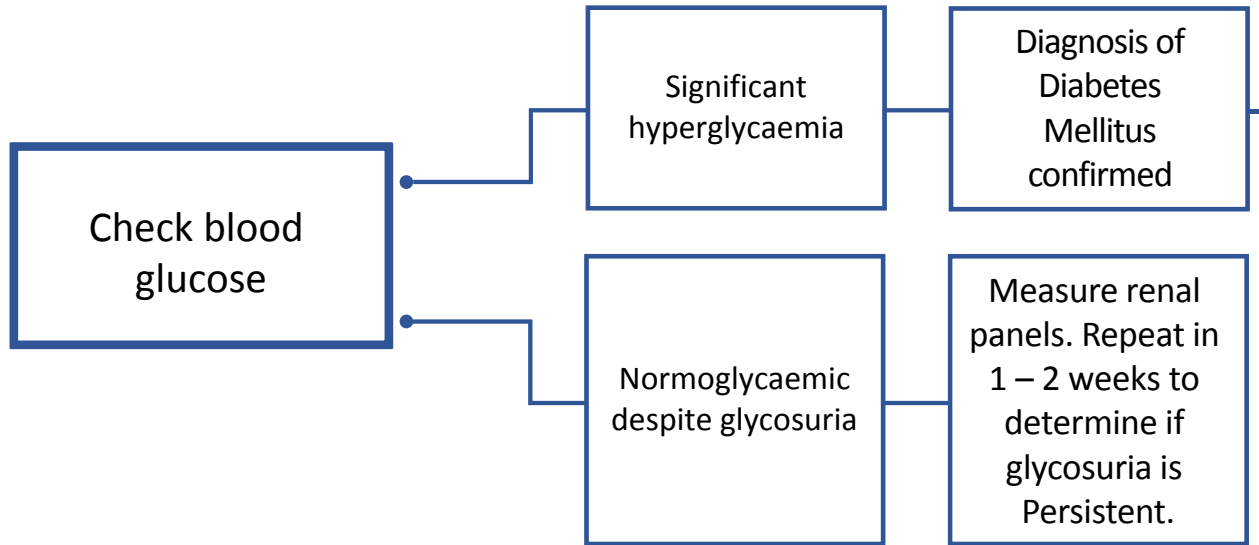 Check blood
glucose
Significant
hyperglycaemia
Diagnosis of
Diabetes
Mellitus
confirmed
Normoglycaemic
despite glycosuria
Measure renal
panels. Repeat in
1 – 2 weeks to
determine if
glycosuria is
Persistent.